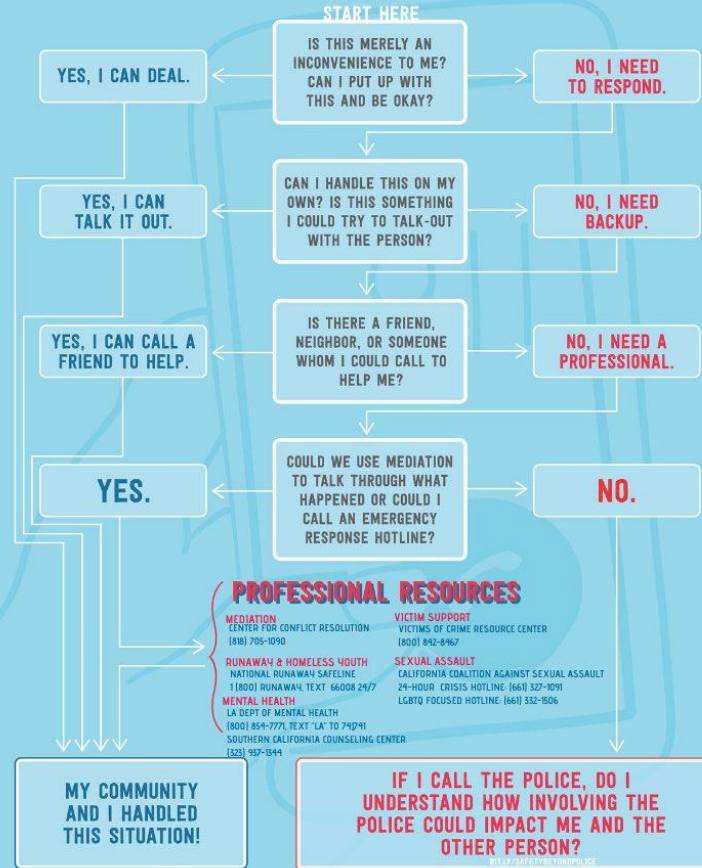 START HERE
IS THIS MERELY AN
INCONVENIENCE TO ME?
CAN I PUT UP WITH
THIS AND BE OKAY?
YES, I CAN DEAL.
NO, I NEED
TO RESPOND.
CAN I HANDLE THIS ON MY
OWN? IS THIS SOMETHING
I COULD TRY TO TALK-OUT
WITH THE PERSON?
YES, I CAN
TALK IT OUT.
NO, I NEED
BACKUP.
IS THERE A FRIEND,
NEIGHBOR, OR SOMEONE
WHOM I COULD CALL TO
HELP ME?
YES, I CAN CALL A
FRIEND TO HELP.
NO, I NEED A
PROFESSIONAL.
COULD WE USE MEDIATION
TO TALK THROUGH WHAT
HAPPENED OR COULD I
CALL AN EMERGENCY
RESPONSE HOTLINE?
YES.
NO.
PROFESSIONAL RESOURCES
MEDIATION
CENTER FOR CONFLICT RESOLUTION
(818) 705-1090
RUNAWAY & HOMELESS YOUTH
NATIONAL RUNAWAY SAFELINE
1 (800) RUNAWAY, TEXT 66008 24/7
MENTAL HEALTH
LA DEPT OF MENTAL HEALTH
(800) 854-7771, TEXT "LA" TO 741741
SOUTHERN CALIFORNIA COUNSELING CENTER
(323) 937-1344
VICTIM SUPPORT
VICTIMS OF CRIME RESOURCE CENTER
(800) 842-8467
SEXUAL ASSAULT
CALIFORNIA COALITION AGAINST SEXUAL ASSAULT
24-HOUR CRISIS HOTLINE: (661) 327-1091
LGBTQ FOCUSED HOTLINE: (661) 332-1506
MY COMMUNITY
AND I HANDLED
THIS SITUATION!
IF I CALL THE POLICE, DO I
UNDERSTAND HOW INVOLVING THE
POLICE COULD IMPACT ME AND THE
OTHER PERSON?
BIT.LY/SAFETYBEYONDPOLICE